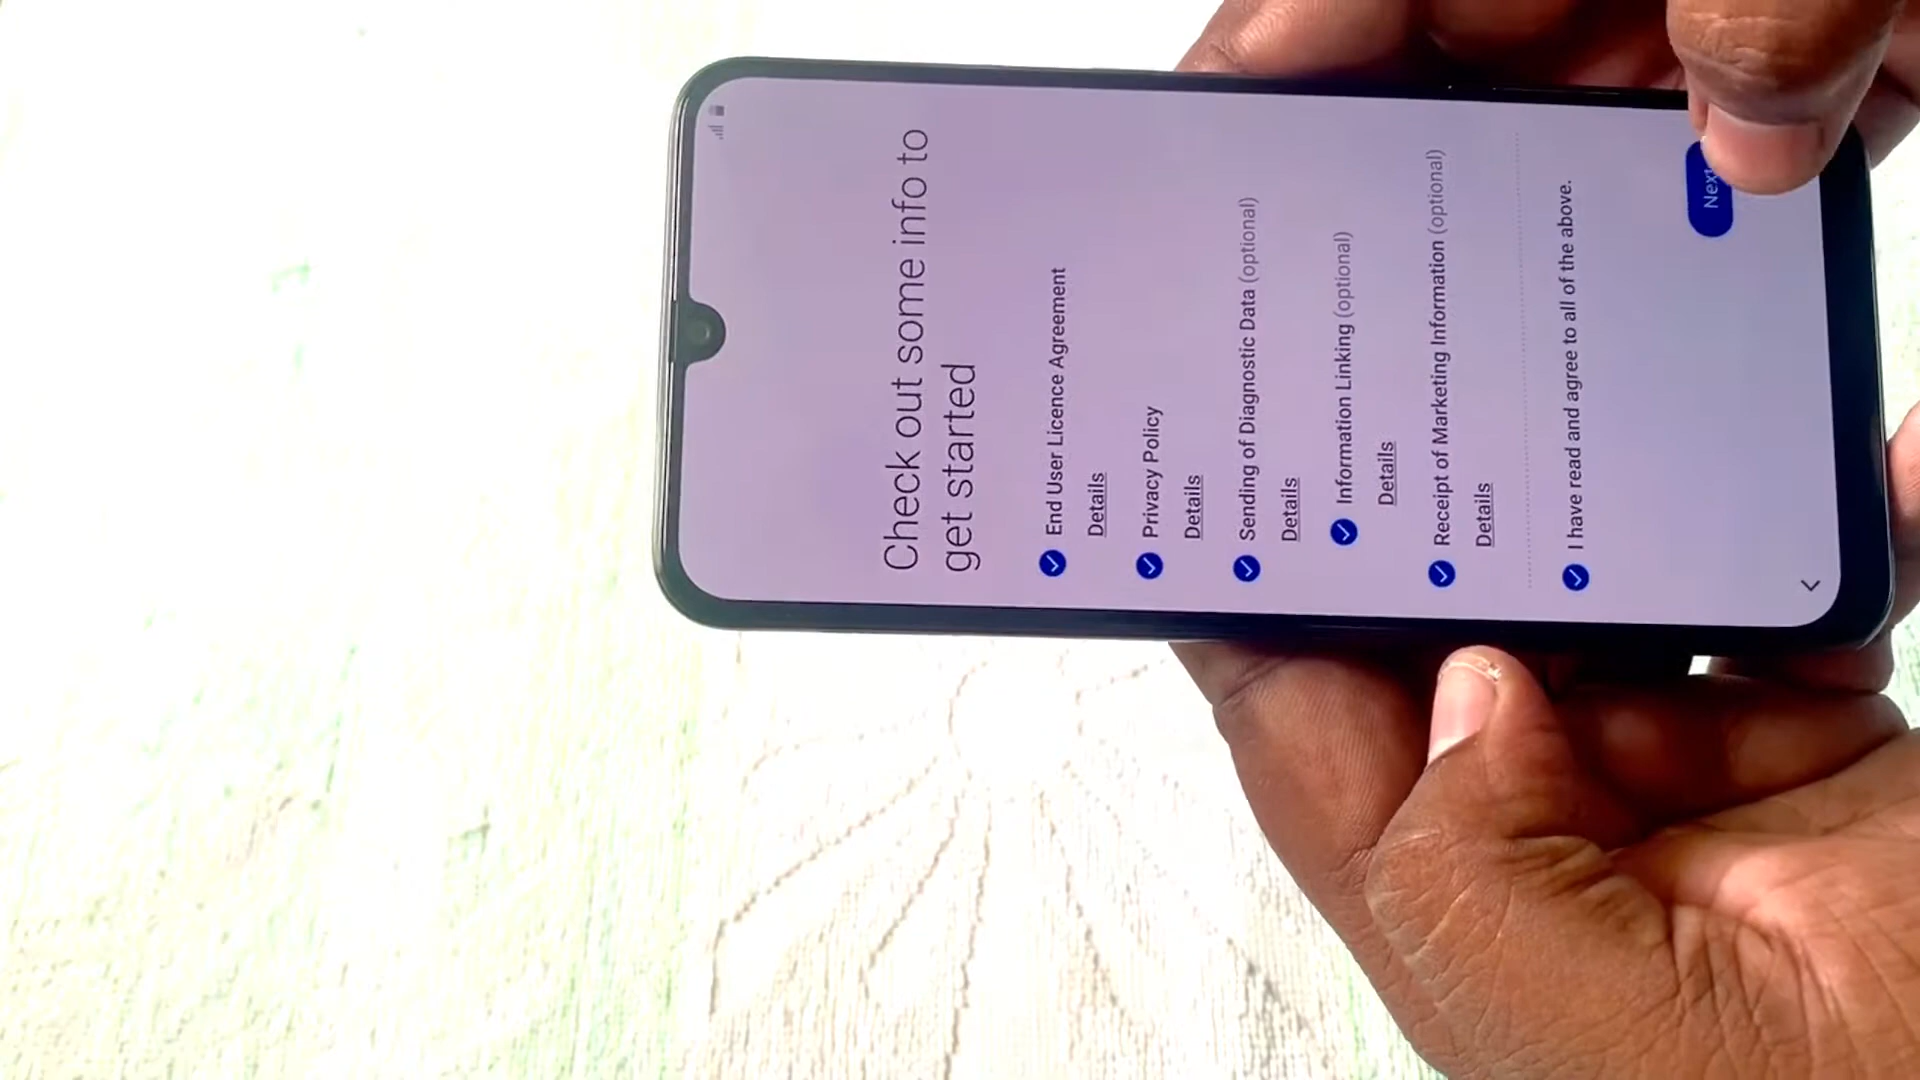 Check out some info to
get started
End User Licence Agreement
Details
Privacy Policy
Details
Sending of Diagnostic Data (optional)
Details
Information Linking (optional)
Details
Receipt of Marketing Information (optional)
Details
I have read and agree to all of the above.
Next